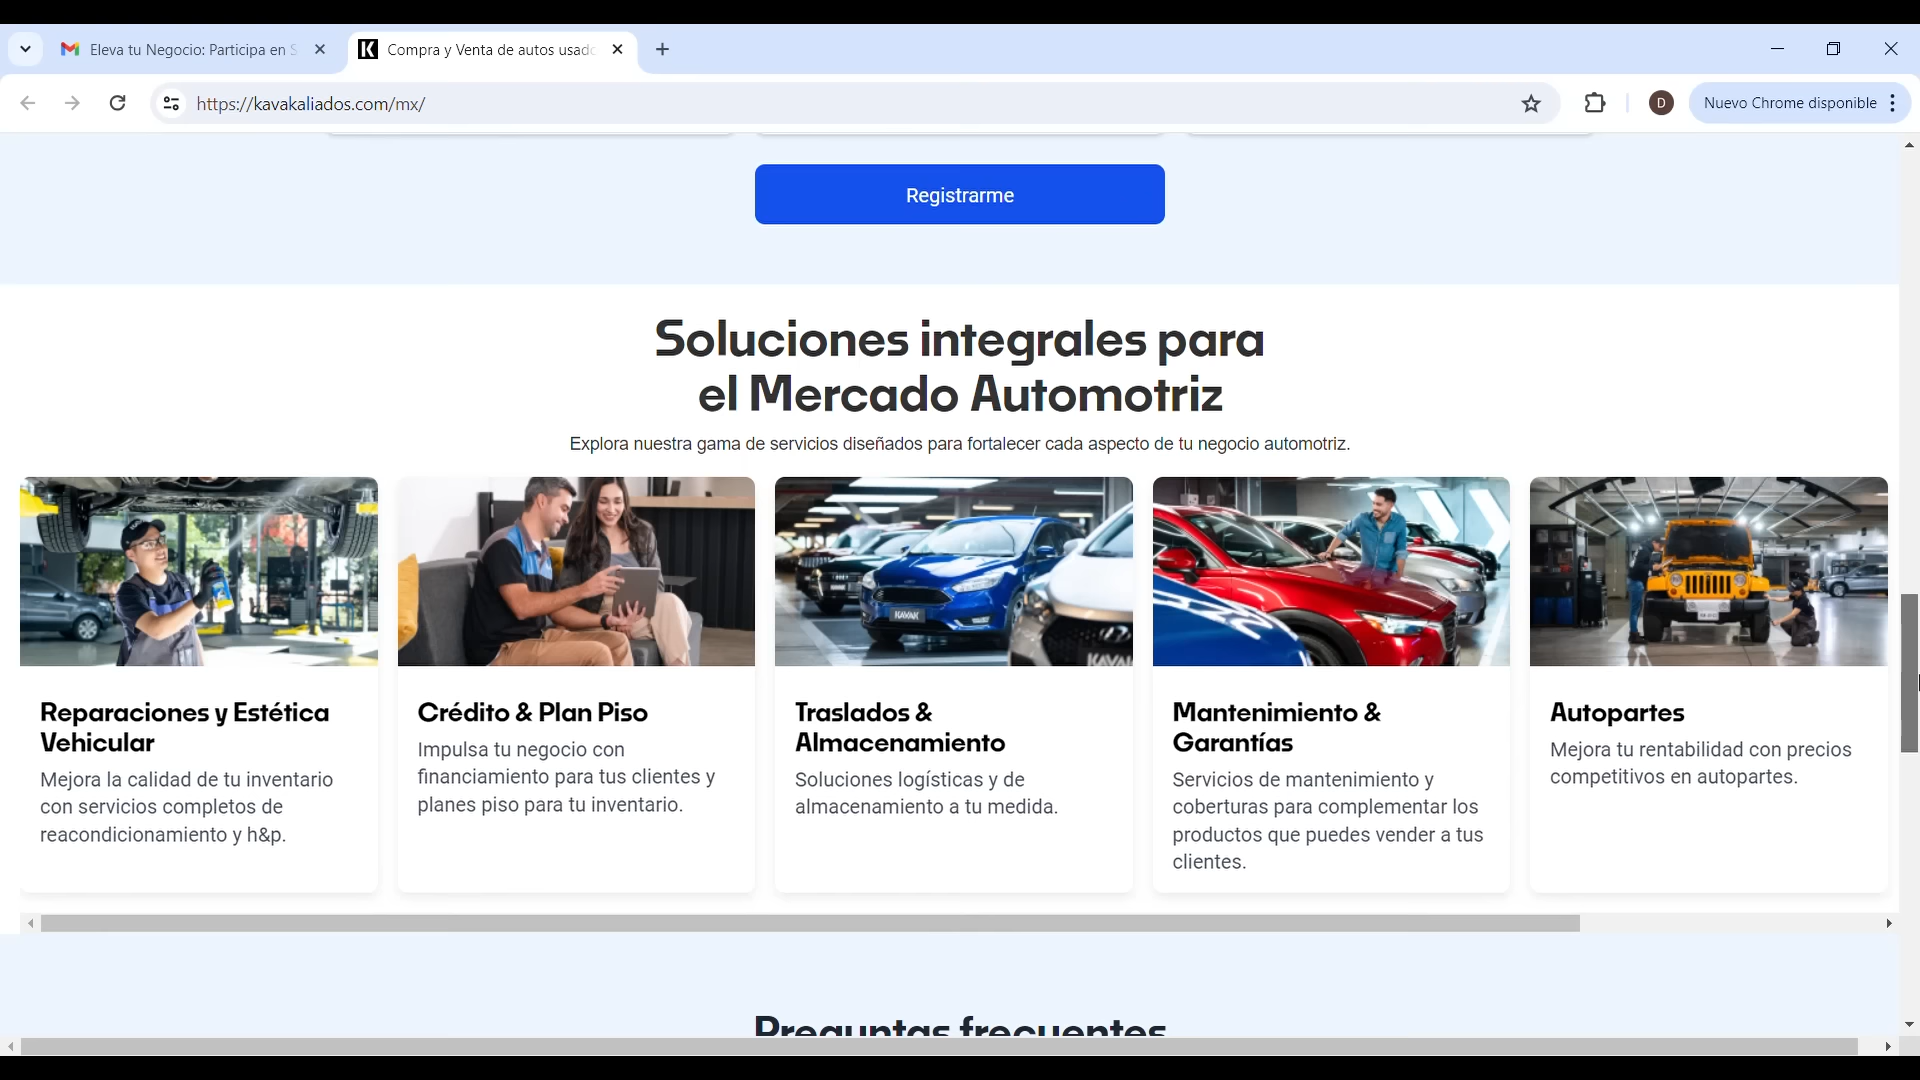 Eleva tu Negocio: Participa en S
Compra y Venta de autos usado
https://kavakaliados.com/mx/
D
Nuevo Chrome disponible
Registrarme
Soluciones integrales para
el Mercado Automotriz
Explora nuestra gama de servicios diseñados para fortalecer cada aspecto de tu negocio automotriz.
KAVAK
KAVAK
Reparaciones y Estética
Vehicular
Mejora la calidad de tu inventario
con servicios completos de
reacondicionamiento y h&p.
Crédito & Plan Piso
Impulsa tu negocio con
financiamiento para tus clientes y
planes piso para tu inventario.
Traslados &
Almacenamiento
Soluciones logísticas y de
almacenamiento a tu medida.
Mantenimiento &
Garantías
Servicios de mantenimiento y
coberturas para complementar los
productos que puedes vender a tus
clientes.
Autopartes
Mejora tu rentabilidad con precios
competitivos en autopartes.
Preguntas frecuentes